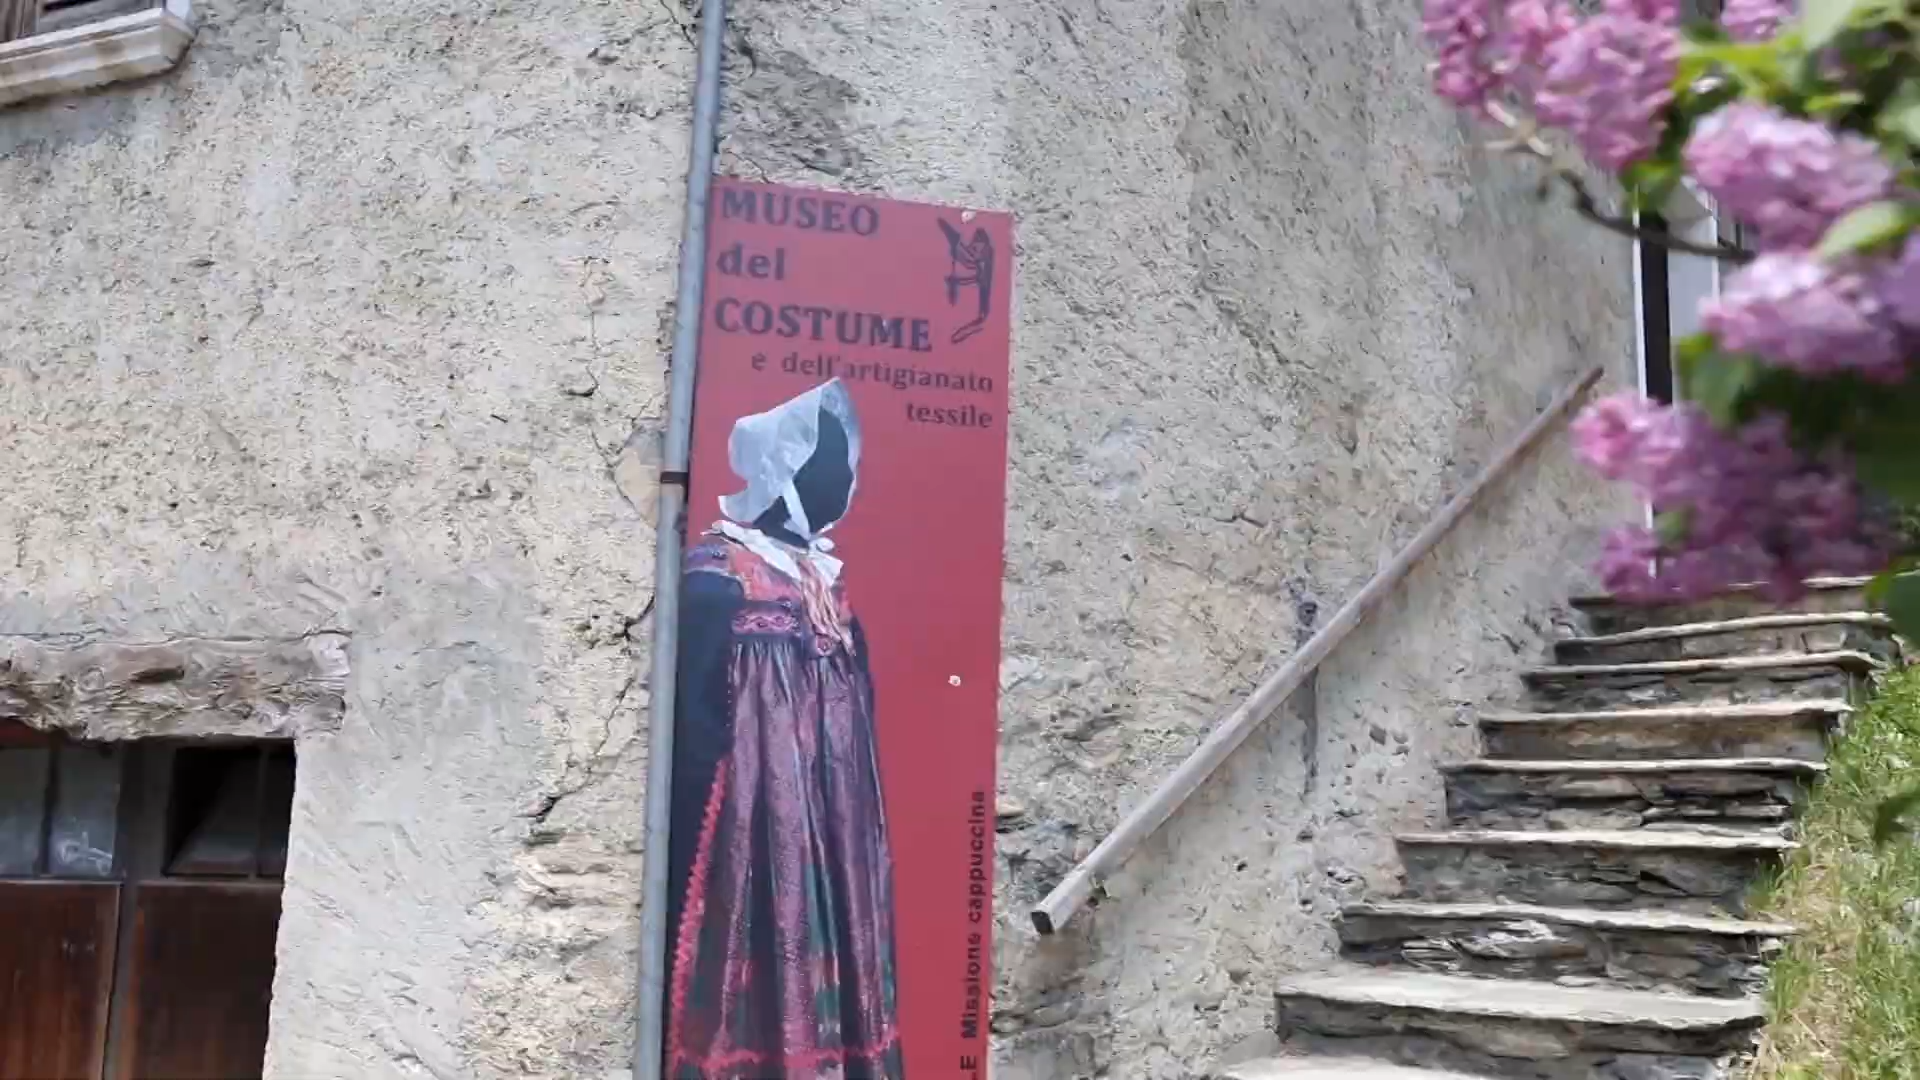 MUSEO
del
COSTUME
e dell'artigianato
tessile
Missione cappuccina